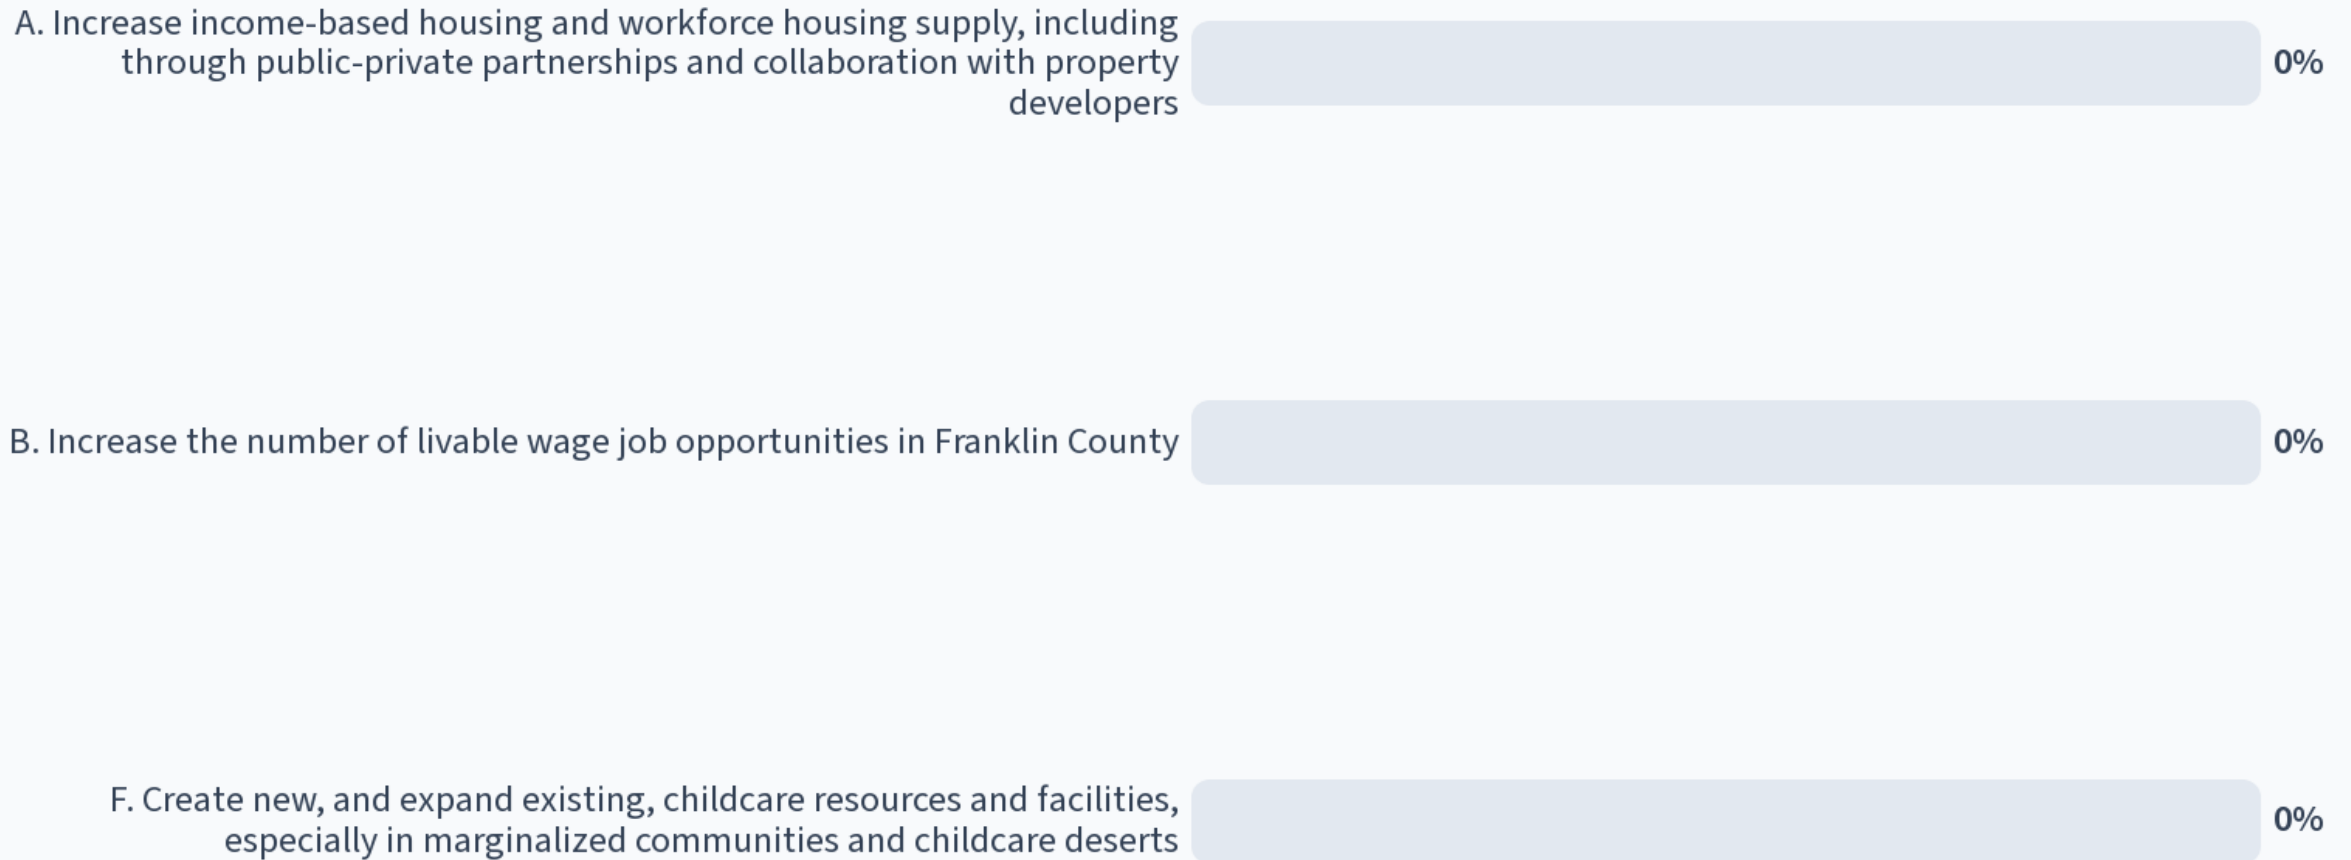 A. Increase income-based housing and workforce housing supply, including
through public-private partnerships and collaboration with property
developers
0%
B. Increase the number of livable wage job opportunities in Franklin County
0%
F. Create new, and expand existing, childcare resources and facilities,
especially in marginalized communities and childcare deserts
0%